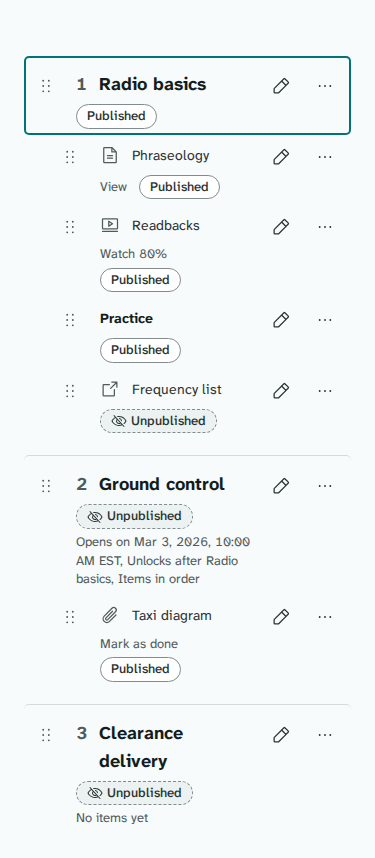 1 Radio basics
Published
Phraseology
View Published
Readbacks
Watch 80%
Published
Practice
Published
Frequency list
Unpublished
2 Ground control
Unpublished
Opens on Mar 3, 2026, 10:00
AM EST, Unlocks after Radio
basics, Items in order
Taxi diagram
Mark as done
Published
3 Clearance
delivery
Unpublished
No items yet